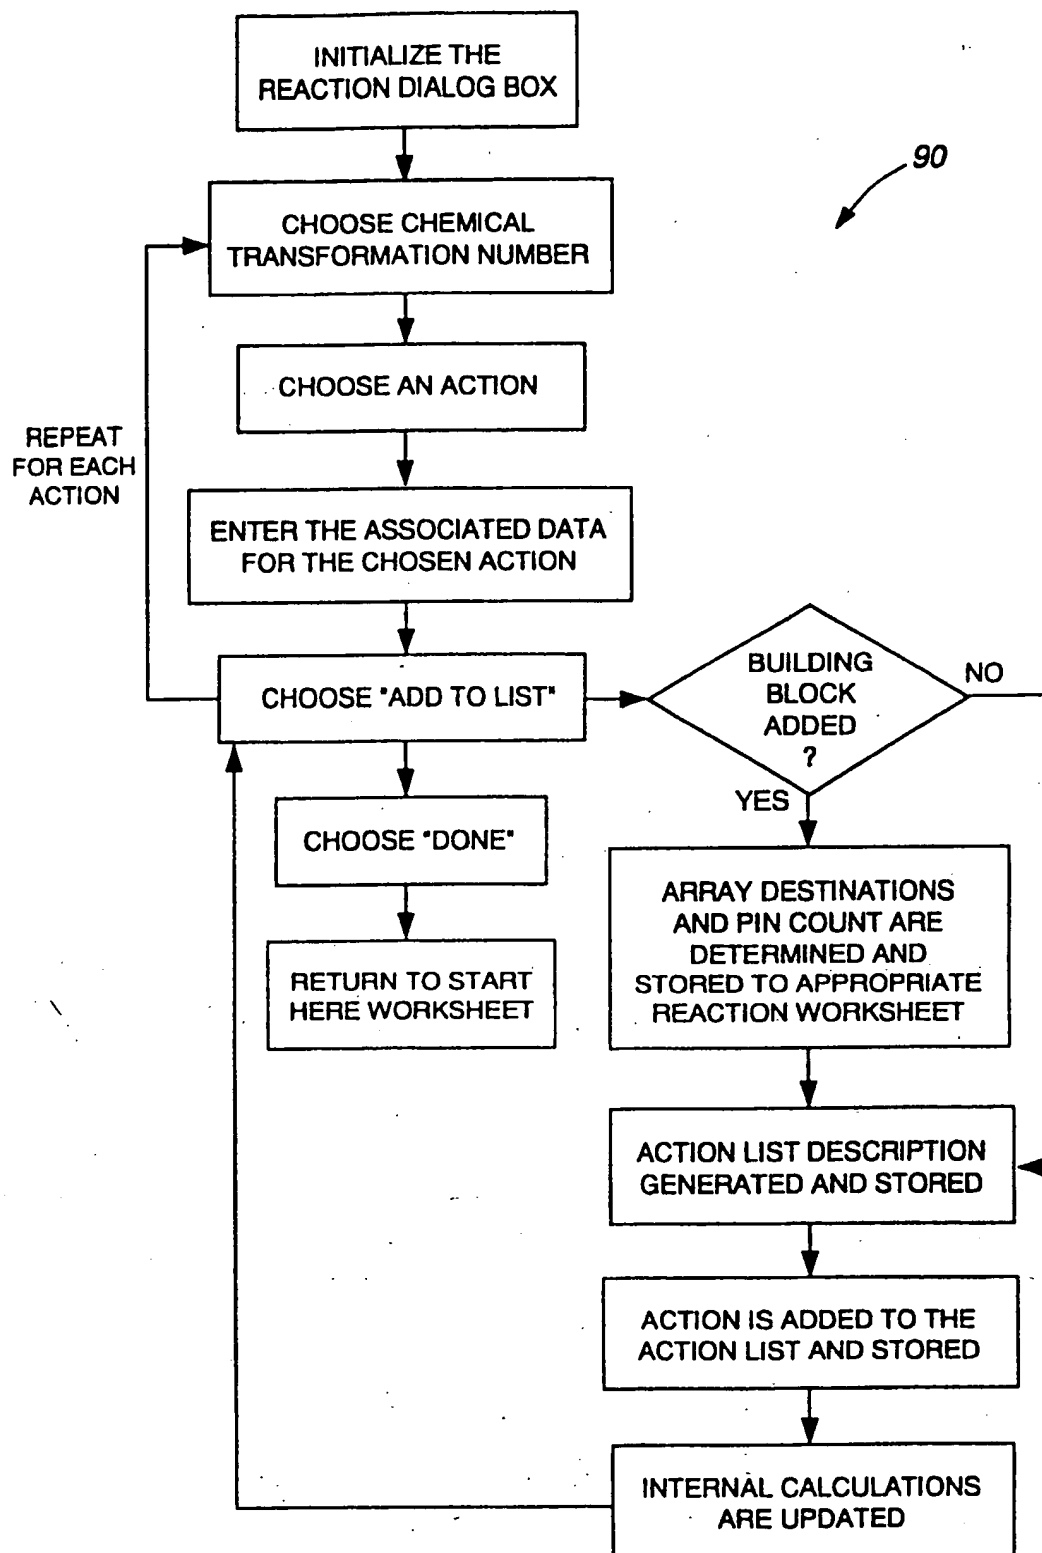 INITIALIZE THE
REACTION DIALOG BOX
90
CHOOSE CHEMICAL
TRANSFORMATION NUMBER
CHOOSE AN ACTION
REPEAT
FOR EACH
ACTION
ENTER THE ASSOCIATED DATA
FOR THE CHOSEN ACTION
CHOOSE "ADD TO LIST"
BUILDING
BLOCK
ADDED
?
NO
YES
CHOOSE "DONE"
RETURN TO START
HERE WORKSHEET
ARRAY DESTINATIONS
AND PIN COUNT ARE
DETERMINED AND
STORED TO APPROPRIATE
REACTION WORKSHEET
ACTION LIST DESCRIPTION
GENERATED AND STORED
ACTION IS ADDED TO THE
ACTION LIST AND STORED
INTERNAL CALCULATIONS
ARE UPDATED